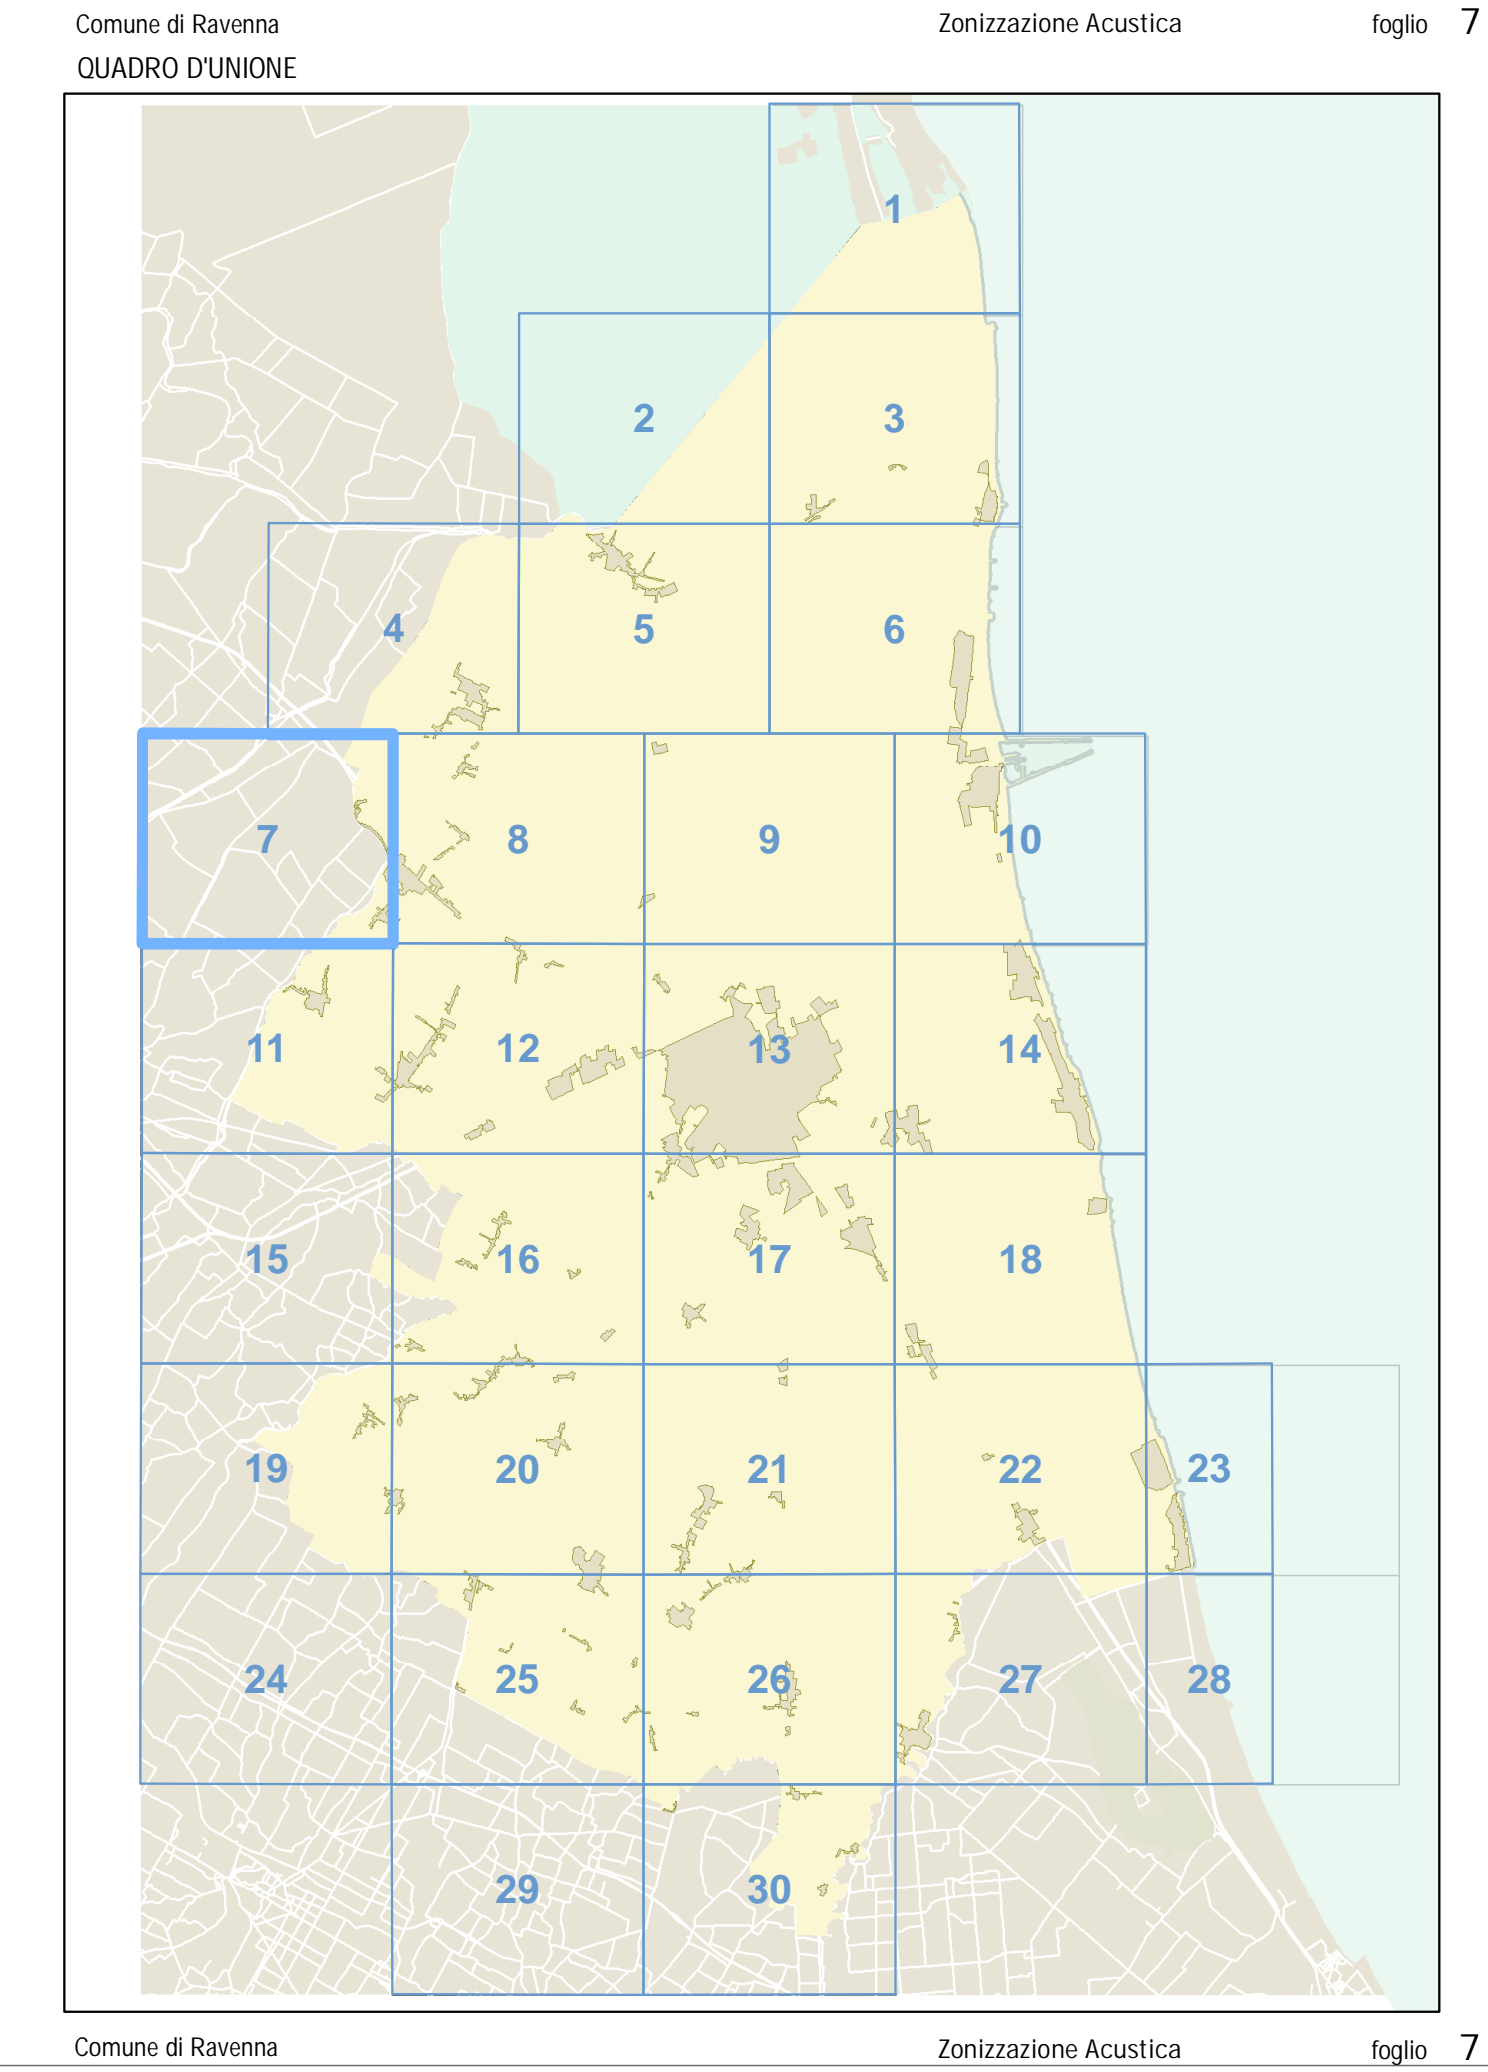 Comune di Ravenna Zonizzazione Acustica foglio 7
QUADRO D'UNIONE
1
2 3
4 5 6
7 8 9 10
11 12 13 14
15 16 17 18
19 20 21 22 23
24 25 26 27 28
29 30
Comune di Ravenna Zonizzazione Acustica foglio 7